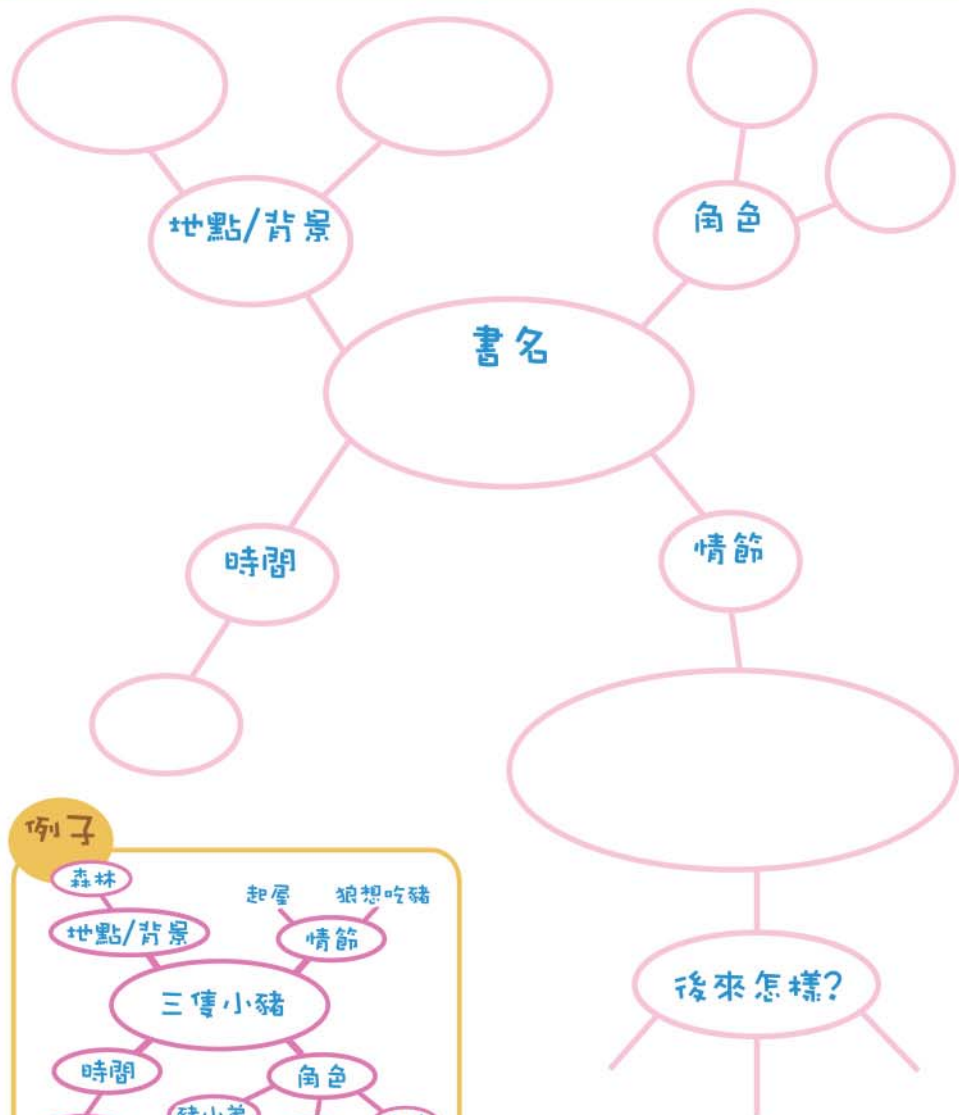 地點/背景
角色
書名
時間
情節
後來怎樣?
例子
森林
起屋
狼想吃豬
地點/背景
情節
三隻小豬
時間
角色